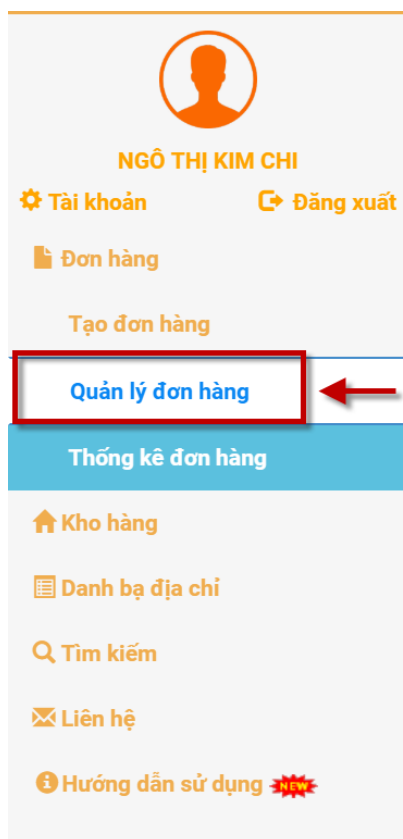 NGÔ THỊ KIM CHI
Tài khoản Đăng xuất
Đơn hàng
Tạo đơn hàng
Quản lý đơn hàng
Thống kê đơn hàng
Kho hàng
Danh bạ địa chỉ
Tìm kiếm
Liên hệ
Hướng dẫn sử dụng NEW